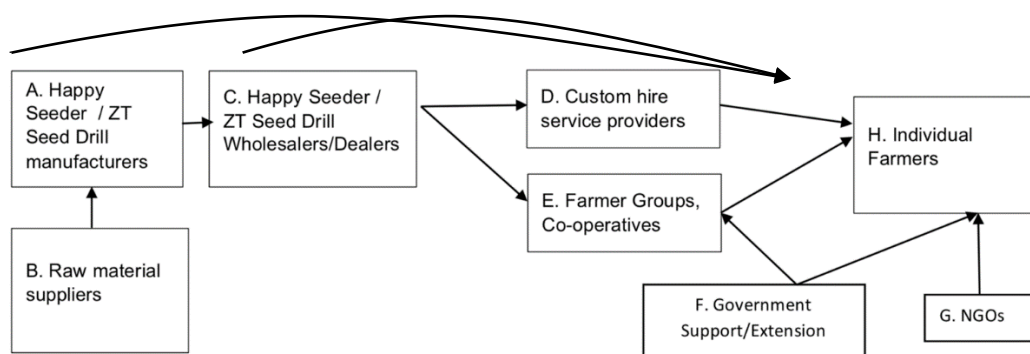 A. Happy
Seeder / ZT
Seed Drill
manufacturers
C. Happy Seeder /
ZT Seed Drill
Wholesalers/Dealers
D. Custom hire
service providers
H. Individual
Farmers
E. Farmer Groups,
Co-operatives
B. Raw material
suppliers
F. Government
Support/Extension
G. NGOs